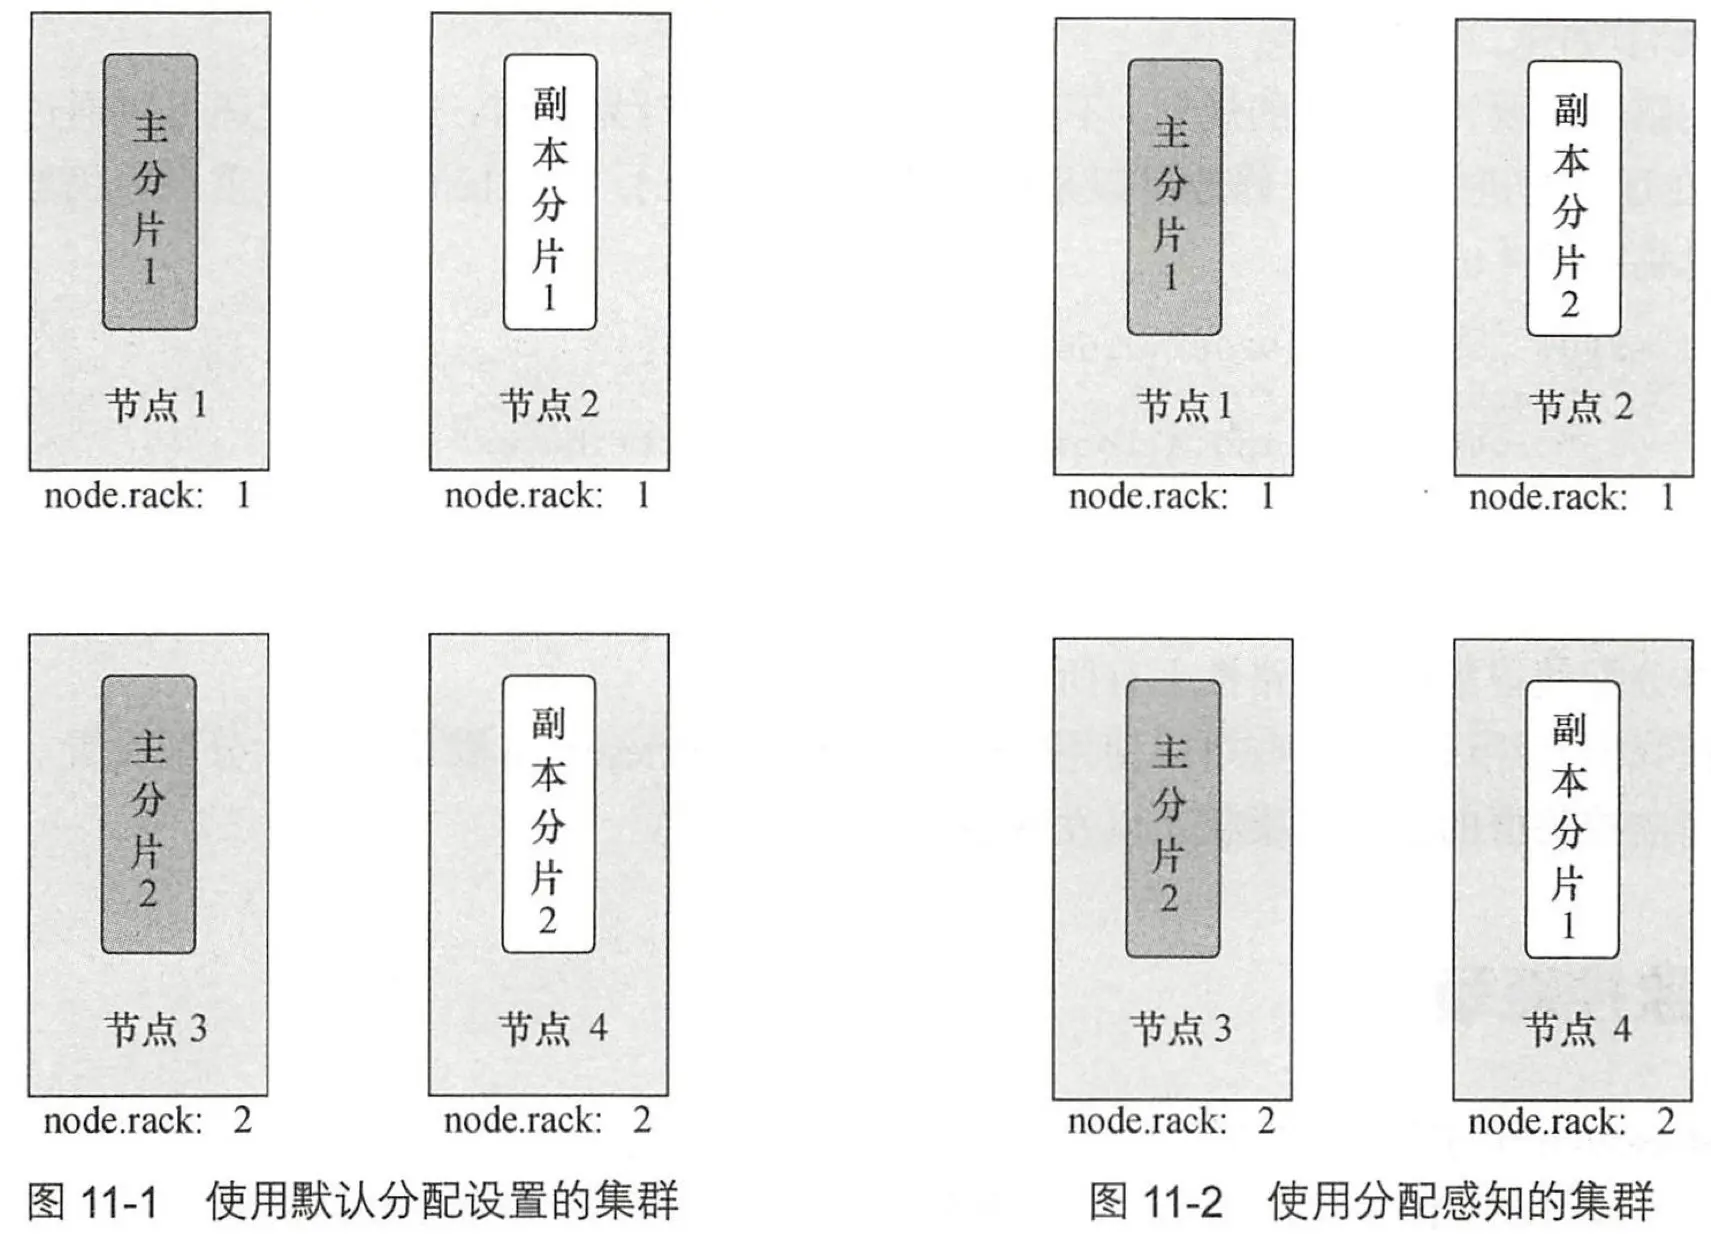 主分片1
节点 1
node.rack: 1
副本分片1
节点 2
node.rack: 1
主分片2
节点 3
node.rack: 2
副本分片2
节点 4
node.rack: 2
图 11-1 使用默认分配设置的集群
主分片1
节点 1
node.rack: 1
副本分片2
节点 2
node.rack: 1
主分片2
节点 3
node.rack: 2
副本分片1
节点 4
node.rack: 2
图 11-2 使用分配感知的集群